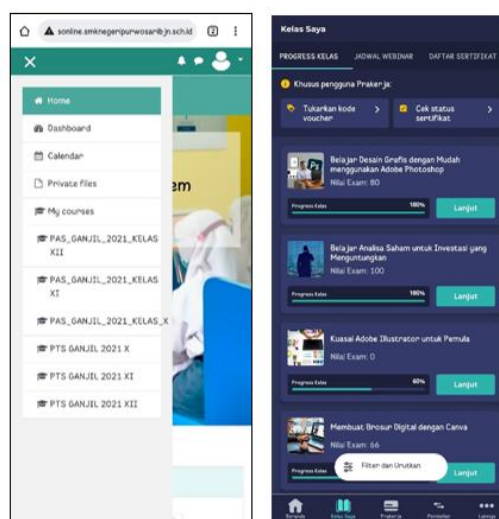 sonline.smknegeripurwosaribjn.sch.id
2
Home
Dashboard
Calendar
Private files
My courses
PAS_GANJIL_2021_KELAS
XII
PAS_GANJIL_2021_KELAS
XI
PAS_GANJIL_2021_KELAS_X
PTS GANJIL 2021 X
PTS GANJIL 2021 XI
PTS GANJIL 2021 XII
em
Kelas Saya
PROGRESS KELAS JADWAL WEBINAR DAFTAR SERTIFIKAT
Khusus pengguna Prakerja:
Tukarkan kode
voucher
Cek status
sertifikat
Belajar Desain Grafis dengan Mudah
menggunakan Adobe Photoshop
Nilai Exam: 80
Progress Kelas 100% Lanjut
Belajar Analisa Saham untuk Investasi yang
Menguntungkan
Nilai Exam: 100
Progress Kelas 100% Lanjut
Kuasai Adobe Illustrator untuk Pemula
Nilai Exam: 0
Progress Kelas 60% Lanjut
Membuat Brosur Digital dengan Canva
Nilai Exam: 66
Progress Kelas Lanjut
Filter dan Urutkan
Beranda Kelas Saya Prakerja Pembelian Lainnya